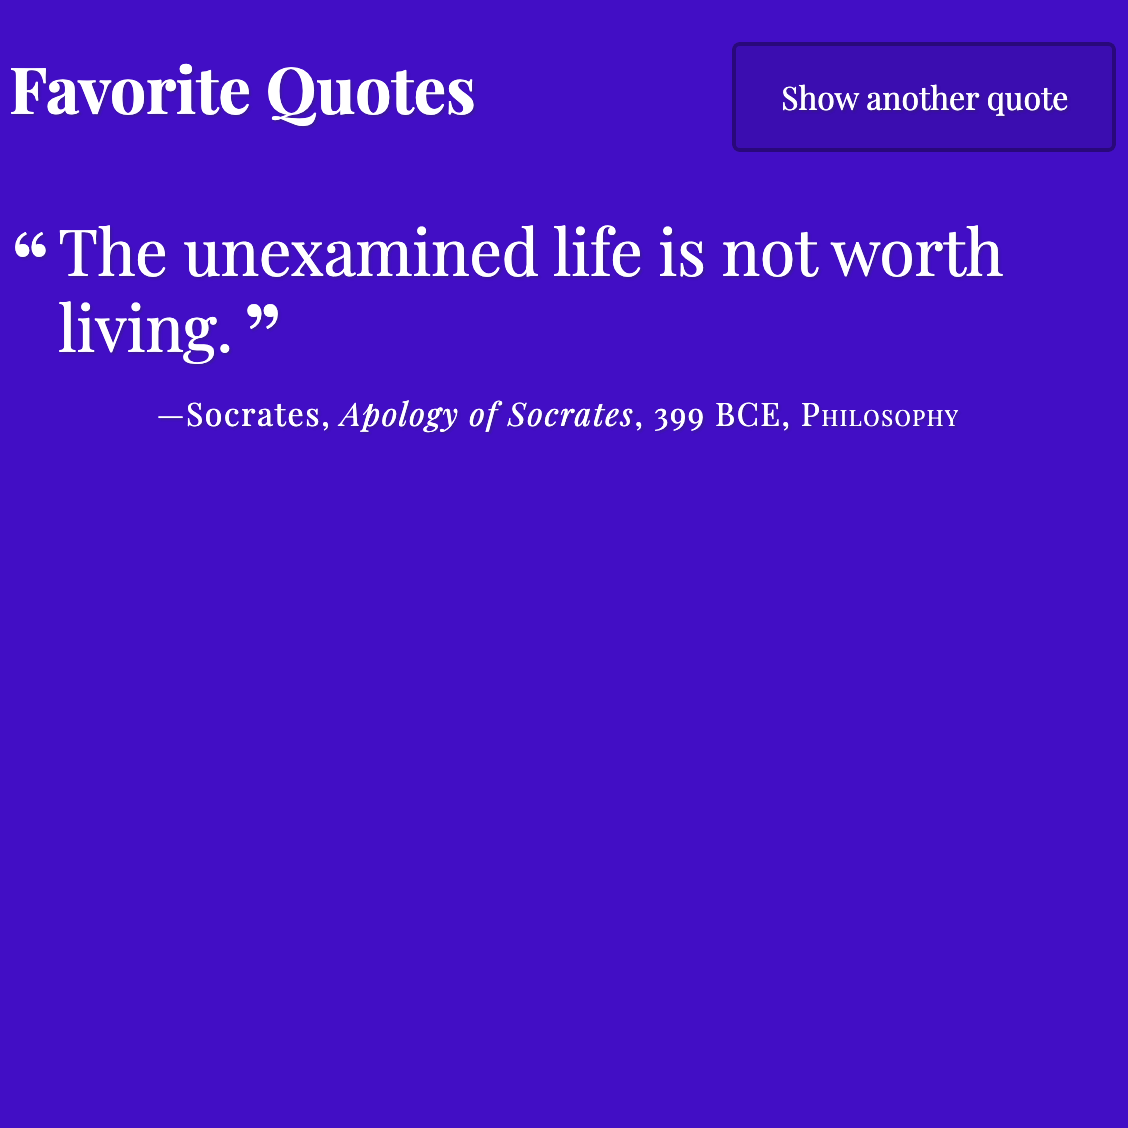 Favorite Quotes
Show another quote
“ The unexamined life is not worth
living. ”
—Socrates, Apology of Socrates, 399 BCE, Philosophy